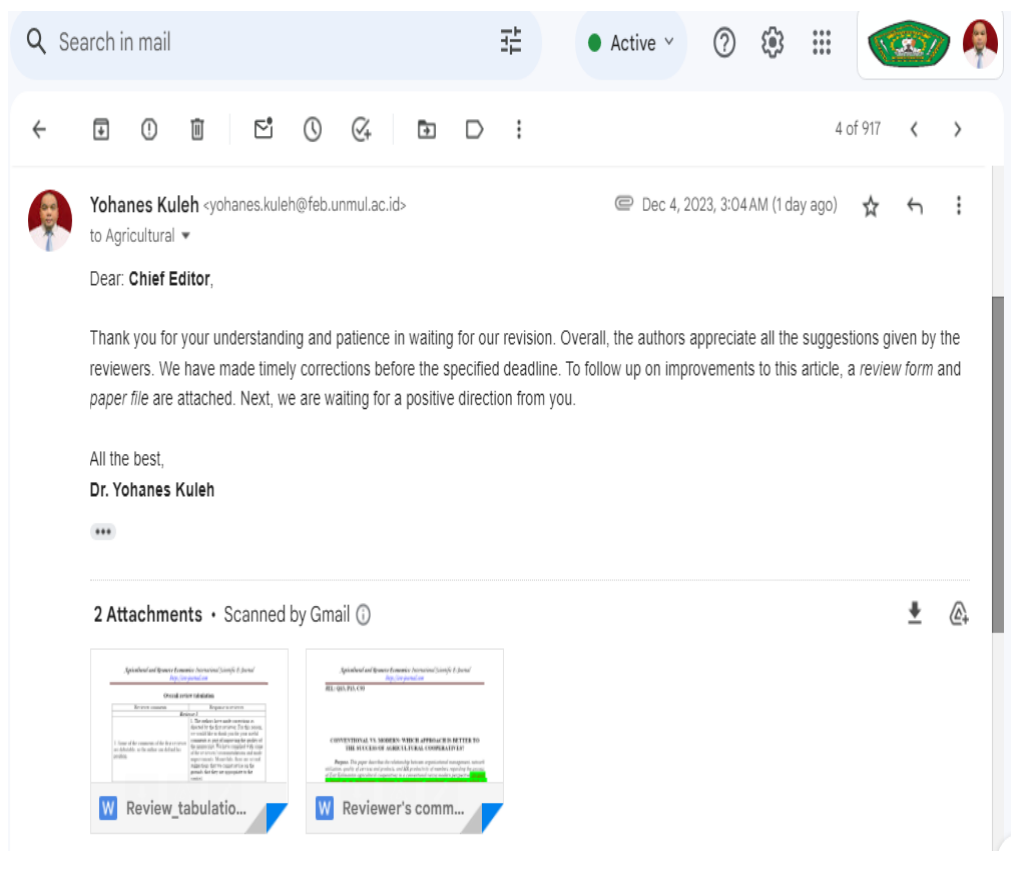 Search in mail
Active
4 of 917
Yohanes Kuleh <yohanes.kuleh@feb.unmul.ac.id>
Dec 4, 2023, 3:04 AM (1 day ago)
to Agricultural
Dear: Chief Editor,
Thank you for your understanding and patience in waiting for our revision. Overall, the authors appreciate all the suggestions given by the
reviewers. We have made timely corrections before the specified deadline. To follow up on improvements to this article, a review form and
paper file are attached. Next, we are waiting for a positive direction from you.
All the best,
Dr. Yohanes Kuleh
2 Attachments • Scanned by Gmail
Agricultural and Resource Economics: International Scientific E-Journal
Overall review tabulation
Reviewer comments
Response to reviewer
Agricultural and Resource Economics: International Scientific E-Journal
CONVENTIONAL VS. MODERN: WHICH APPROACH IS BETTER TO
THE SUCCESS OF AGRICULTURAL COOPERATIVES?
W Review_tabulatio...
W Reviewer's comm...